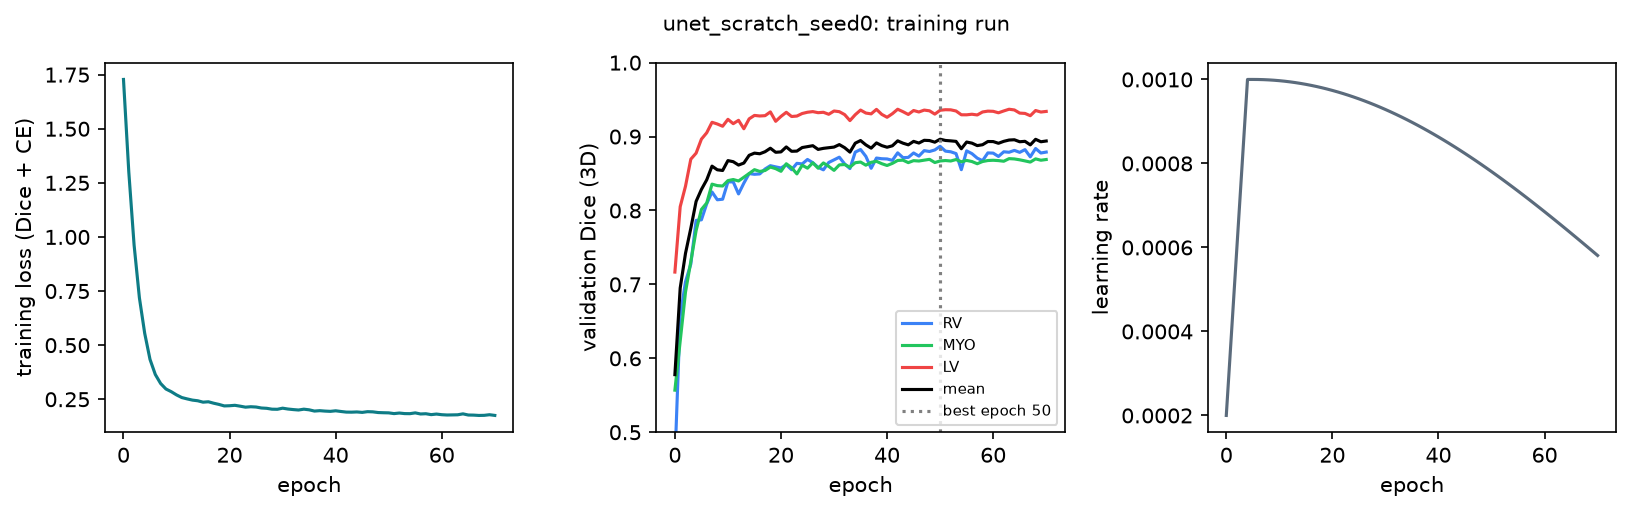 unet_scratch_seed0: training run
training loss (Dice + CE)
1.75
1.50
1.25
1.00
0.75
0.50
0.25
0 20 40 60
epoch
validation Dice (3D)
1.0
0.9
0.8
0.7
0.6
0.5
RV
MYO
LV
mean
best epoch 50
0 20 40 60
epoch
learning rate
0.0010
0.0008
0.0006
0.0004
0.0002
0 20 40 60
epoch